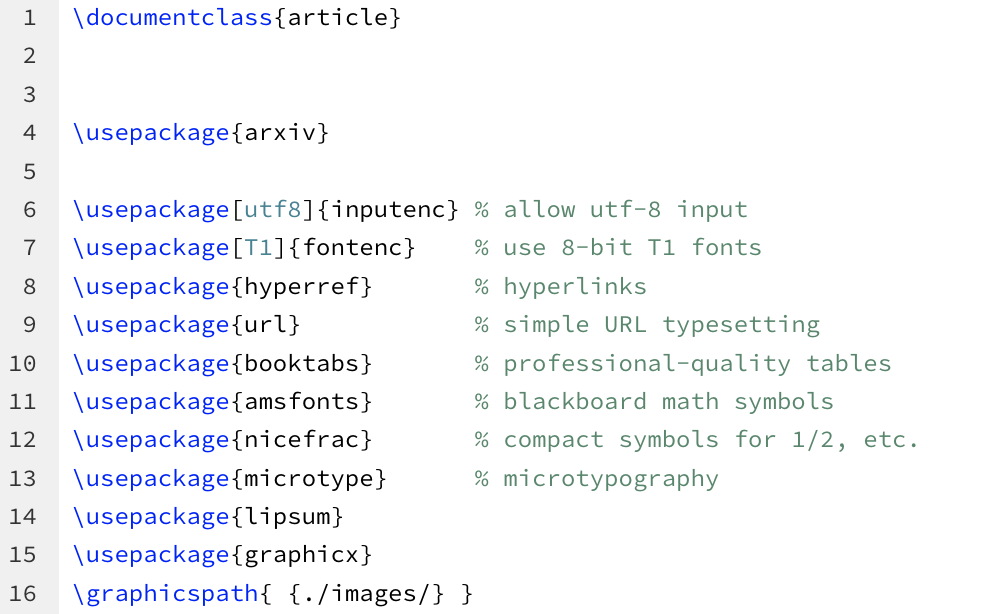 1 \documentclass{article}
2
3
4 \usepackage{arxiv}
5
6 \usepackage[utf8]{inputenc} % allow utf-8 input
7 \usepackage[T1]{fontenc}    % use 8-bit T1 fonts
8 \usepackage{hyperref}       % hyperlinks
9 \usepackage{url}            % simple URL typesetting
10 \usepackage{booktabs}       % professional-quality tables
11 \usepackage{amsfonts}       % blackboard math symbols
12 \usepackage{nicefrac}       % compact symbols for 1/2, etc.
13 \usepackage{microtype}      % microtypography
14 \usepackage{lipsum}
15 \usepackage{graphicx}
16 \graphicspath{ {./images/} }